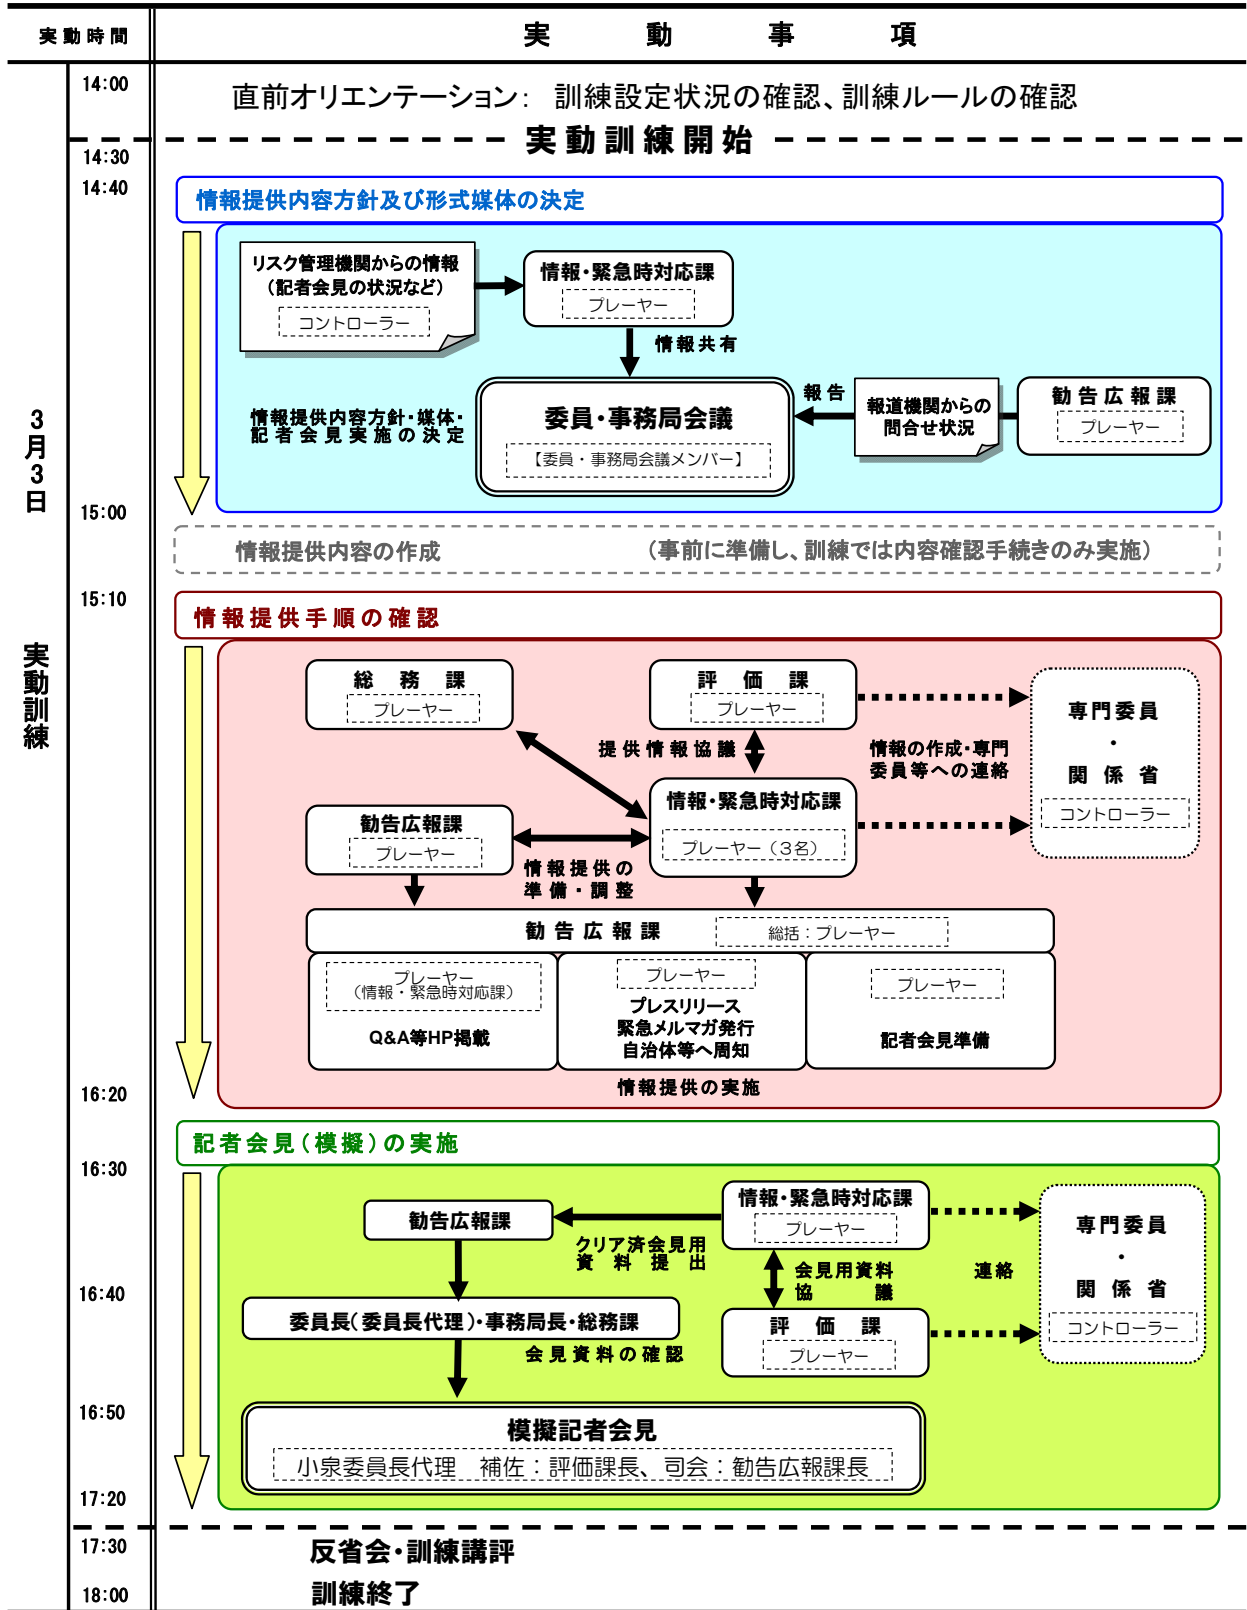 実動時間
実動事項
3月3日
実動訓練
14:00
直前オリエンテーション： 訓練設定状況の確認、訓練ルールの確認
実動訓練開始
14:30
14:40
情報提供内容方針及び形式媒体の決定
リスク管理機関からの情報
（記者会見の状況など）
コントローラー
情報・緊急時対応課
プレーヤー
情報共有
情報提供内容方針・媒体・
記者会見実施の決定
委員・事務局会議
【委員・事務局会議メンバー】
報告
報道機関からの
問合せ状況
勧告広報課
プレーヤー
15:00
情報提供内容の作成 （事前に準備し、訓練では内容確認手続きのみ実施）
15:10
情報提供手順の確認
総務課
プレーヤー
評価課
プレーヤー
提供情報協議
情報の作成・専門
委員等への連絡
専門委員
・
関係省
コントローラー
勧告広報課
プレーヤー
情報・緊急時対応課
プレーヤー（3名）
情報提供の
準備・調整
勧告広報課 総括：プレーヤー
プレーヤー
（情報・緊急時対応課）
Q&A等HP掲載
プレーヤー
プレスリリース
緊急メルマガ発行
自治体等へ周知
プレーヤー
記者会見準備
情報提供の実施
16:20
記者会見（模擬）の実施
16:30
勧告広報課
クリア済会見用
資料提出
情報・緊急時対応課
プレーヤー
会見用資料
協議
連絡
専門委員
・
関係省
コントローラー
16:40
委員長（委員長代理）・事務局長・総務課
会見資料の確認
評価課
プレーヤー
16:50
模擬記者会見
小泉委員長代理 補佐：評価課長、司会：勧告広報課長
17:20
17:30
反省会・訓練講評
18:00
訓練終了